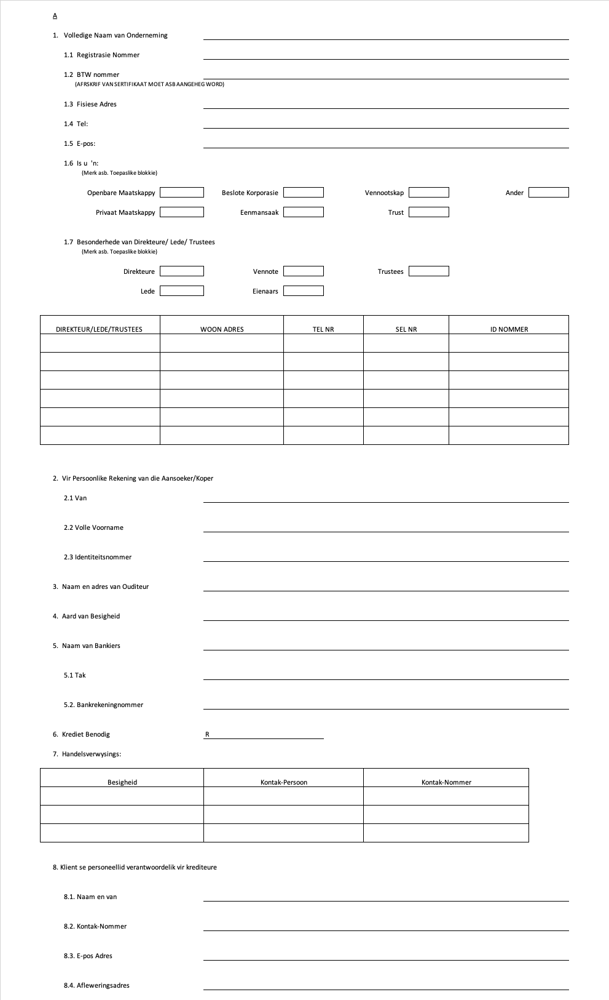 A
1. Volledige Naam van Onderneming
1.1 Registrasie Nommer
1.2 BTW nommer
(AFRSKRIF VAN SERTIFIKAAT MOET ASB AANGEHEG WORD)
1.3 Fisiese Adres
1.4 Tel:
1.5 E-pos:
1.6 Is u 'n:
(Merk asb. Toepaslike blokkie)
Openbare Maatskappy Beslote Korporasie Vennootskap Ander
Privaat Maatskappy Eenmansaak Trust
1.7 Besonderhede van Direkteure/ Lede/ Trustees
(Merk asb. Toepaslike blokkie)
Direkteure Vennote Trustees
Lede Eienaars
DIREKTEUR/LEDE/TRUSTEES WOON ADRES TEL NR SEL NR ID NOMMER
2. Vir Persoonlike Rekening van die Aansoeker/Koper
2.1 Van
2.2 Volle Voorname
2.3 Identiteitsnommer
3. Naam en adres van Ouditeur
4. Aard van Besigheid
5. Naam van Bankiers
5.1 Tak
5.2. Bankrekeningnommer
6. Krediet Benodig R
7. Handelsverwysings:
Besigheid Kontak-Persoon Kontak-Nommer
8. Klient se personeellid verantwoordelik vir krediteure
8.1. Naam en van
8.2. Kontak-Nommer
8.3. E-pos Adres
8.4. Afleweringsadres